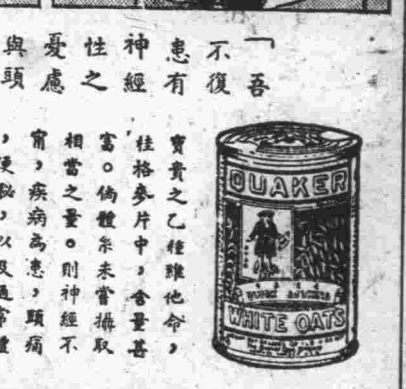 「吾
不復
患有
神經
性之
憂慮
與頭
寶貴之乙種維他命，
桂格麥片中，含量甚
富。倘體系未嘗攝取
相當之量。則神經不
甯，疾病為患，頭痛
，便秘，以及通常
QUAKER
WHITE OATS